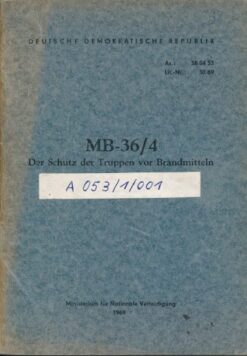 DEUTSCHE DEMOKRATISCHE REPUBLIK
MB-36/4
Der Schutz der Truppen vor Brandmitteln
A 053/1/001
Ministerium für Nationale Verteidigung